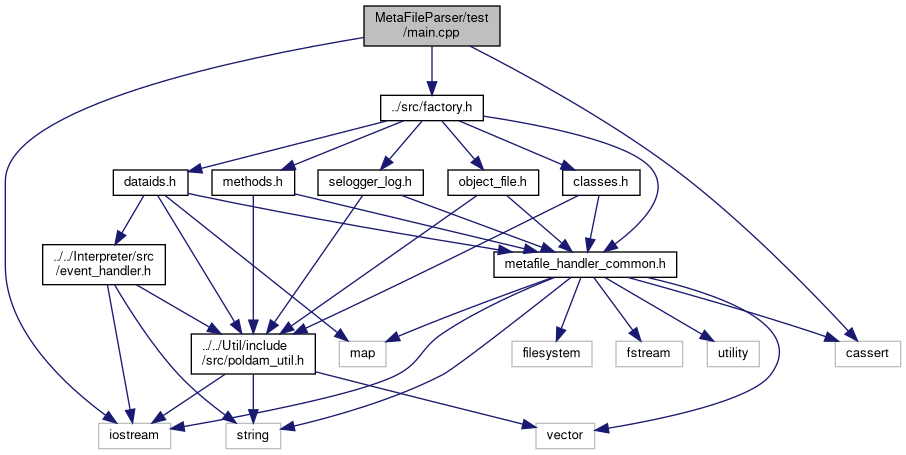 MetaFileParser/test
/main.cpp
../src/factory.h
dataids.h
methods.h
selogger_log.h
object_file.h
classes.h
../../Interpreter/src
/event_handler.h
metafile_handler_common.h
../../Util/include
/src/poldam_util.h
map
filesystem
fstream
utility
cassert
iostream
string
vector